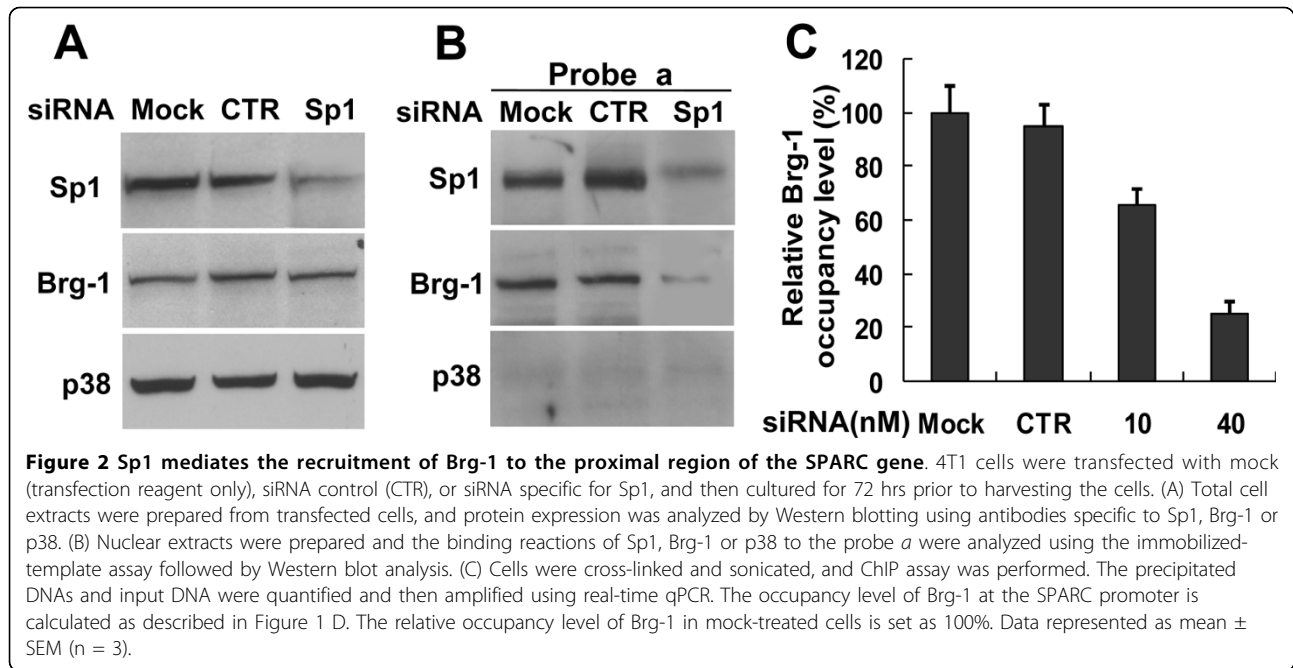 A
siRNA Mock CTR Sp1
Sp1
Brg-1
p38
B
Probe a
siRNA Mock CTR Sp1
Sp1
Brg-1
p38
C
Relative Brg-1
occupancy level (%)
120
100
80
60
40
20
0
siRNA(nM) Mock CTR 10 40
Figure 2 Sp1 mediates the recruitment of Brg-1 to the proximal region of the SPARC gene. 4T1 cells were transfected with mock
(transfection reagent only), siRNA control (CTR), or siRNA specific for Sp1, and then cultured for 72 hrs prior to harvesting the cells. (A) Total cell
extracts were prepared from transfected cells, and protein expression was analyzed by Western blotting using antibodies specific to Sp1, Brg-1 or
p38. (B) Nuclear extracts were prepared and the binding reactions of Sp1, Brg-1 or p38 to the probe a were analyzed using the immobilized-
template assay followed by Western blot analysis. (C) Cells were cross-linked and sonicated, and ChIP assay was performed. The precipitated
DNAs and input DNA were quantified and then amplified using real-time qPCR. The occupancy level of Brg-1 at the SPARC promoter is
calculated as described in Figure 1 D. The relative occupancy level of Brg-1 in mock-treated cells is set as 100%. Data represented as mean ±
SEM (n = 3).